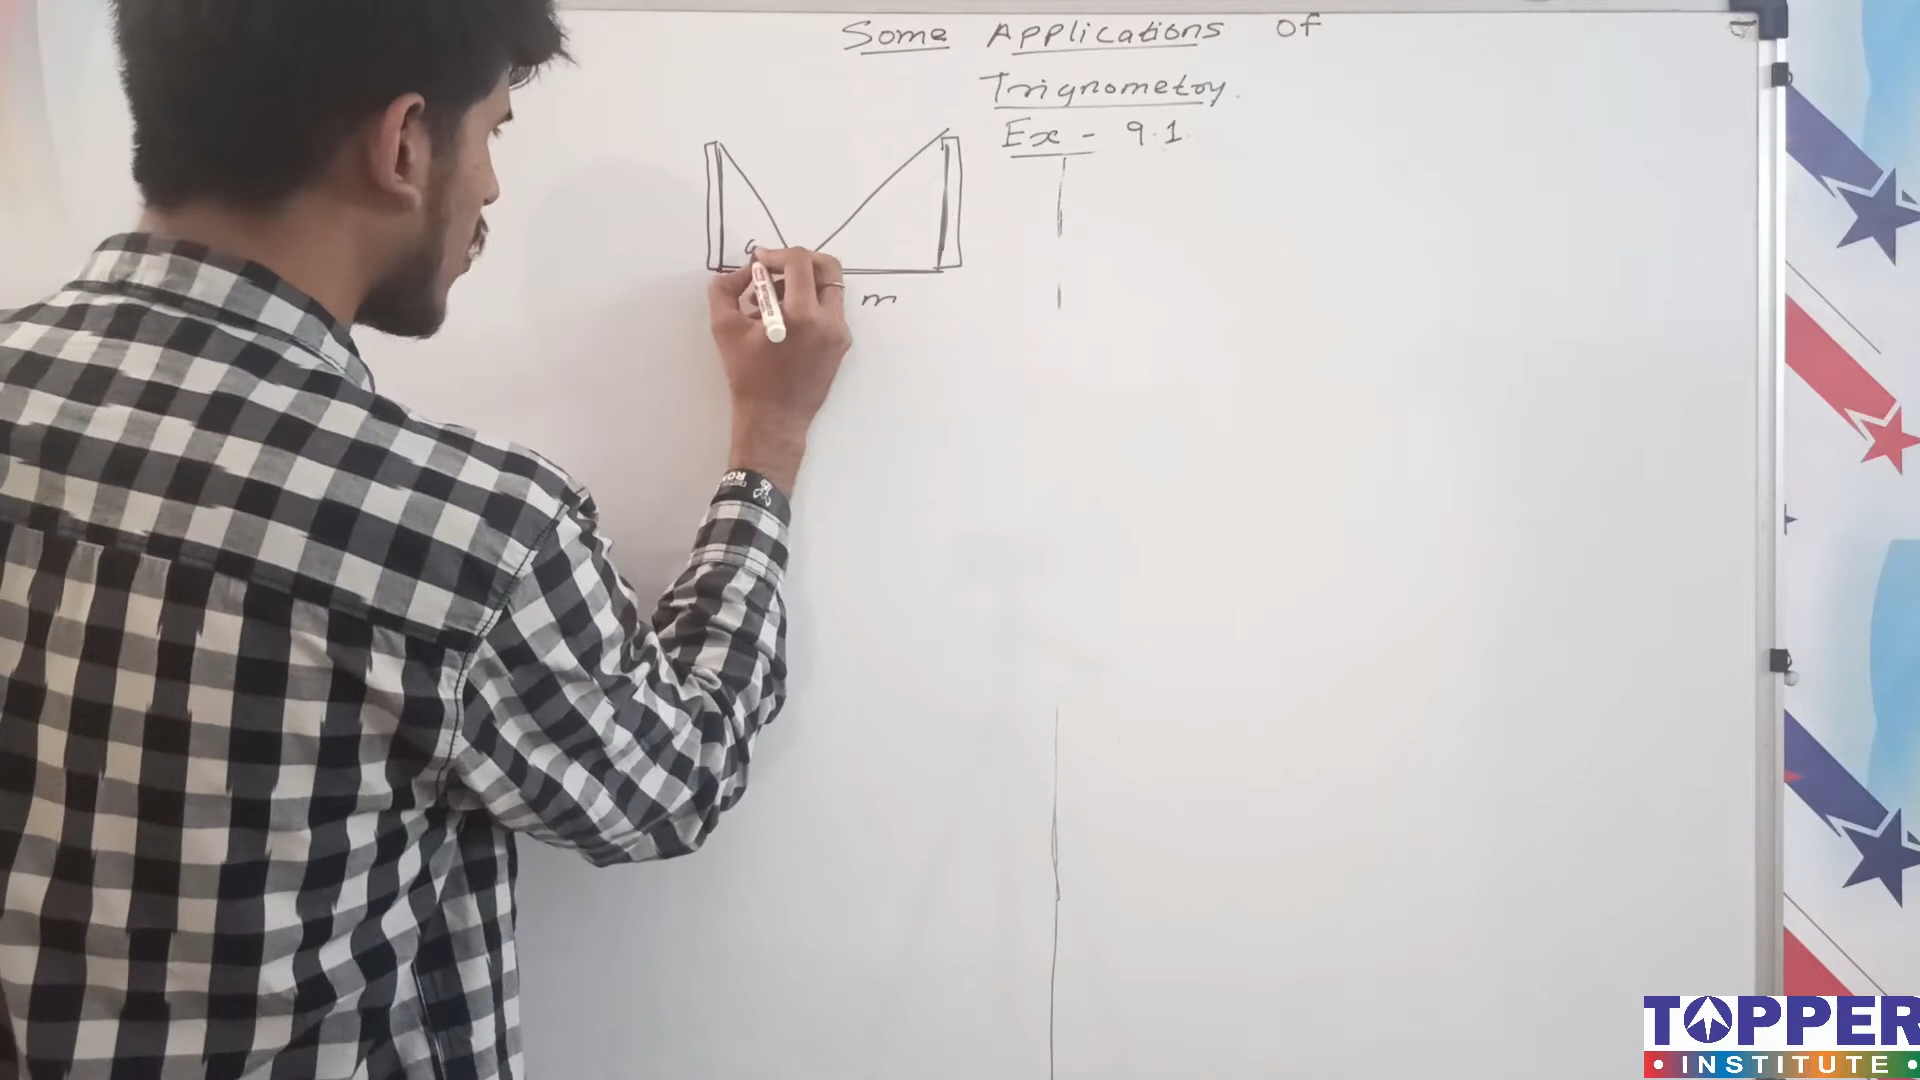 Some Applications Of
Trignometry.
Ex - 9.1
m
TOPPER
INSTITUTE